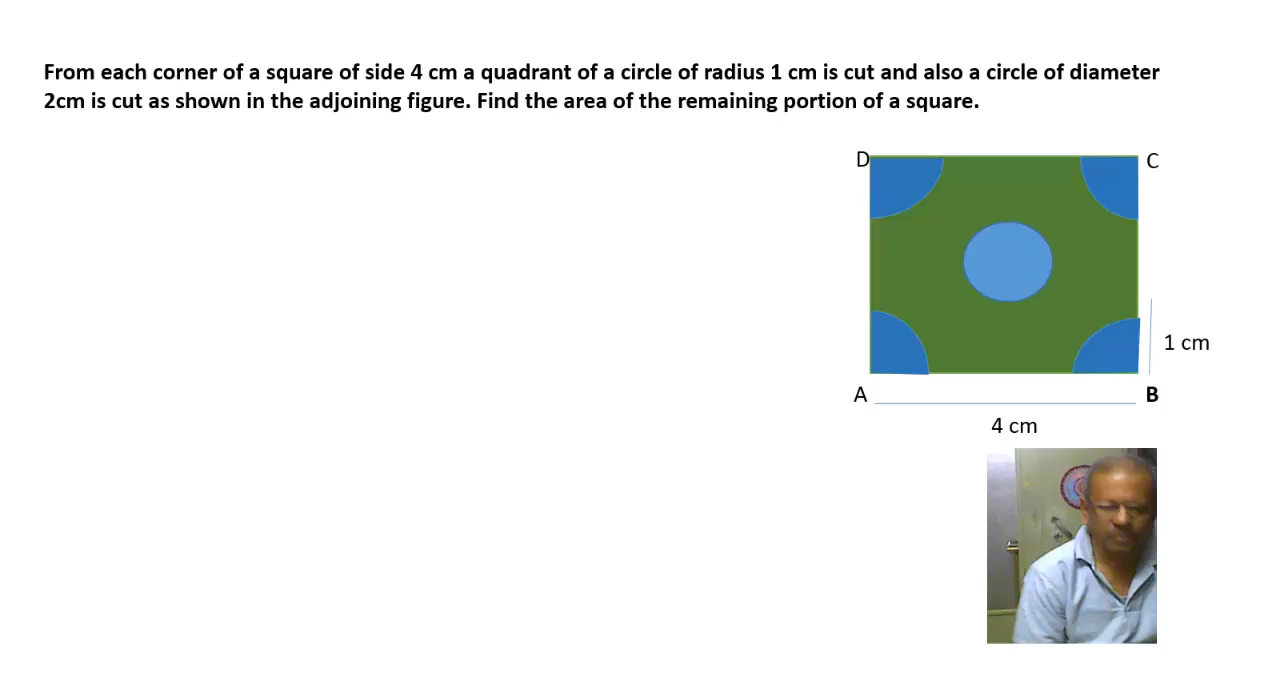 From each corner of a square of side 4 cm a quadrant of a circle of radius 1 cm is cut and also a circle of diameter
2cm is cut as shown in the adjoining figure. Find the area of the remaining portion of a square.
D
C
1 cm
A
B
4 cm